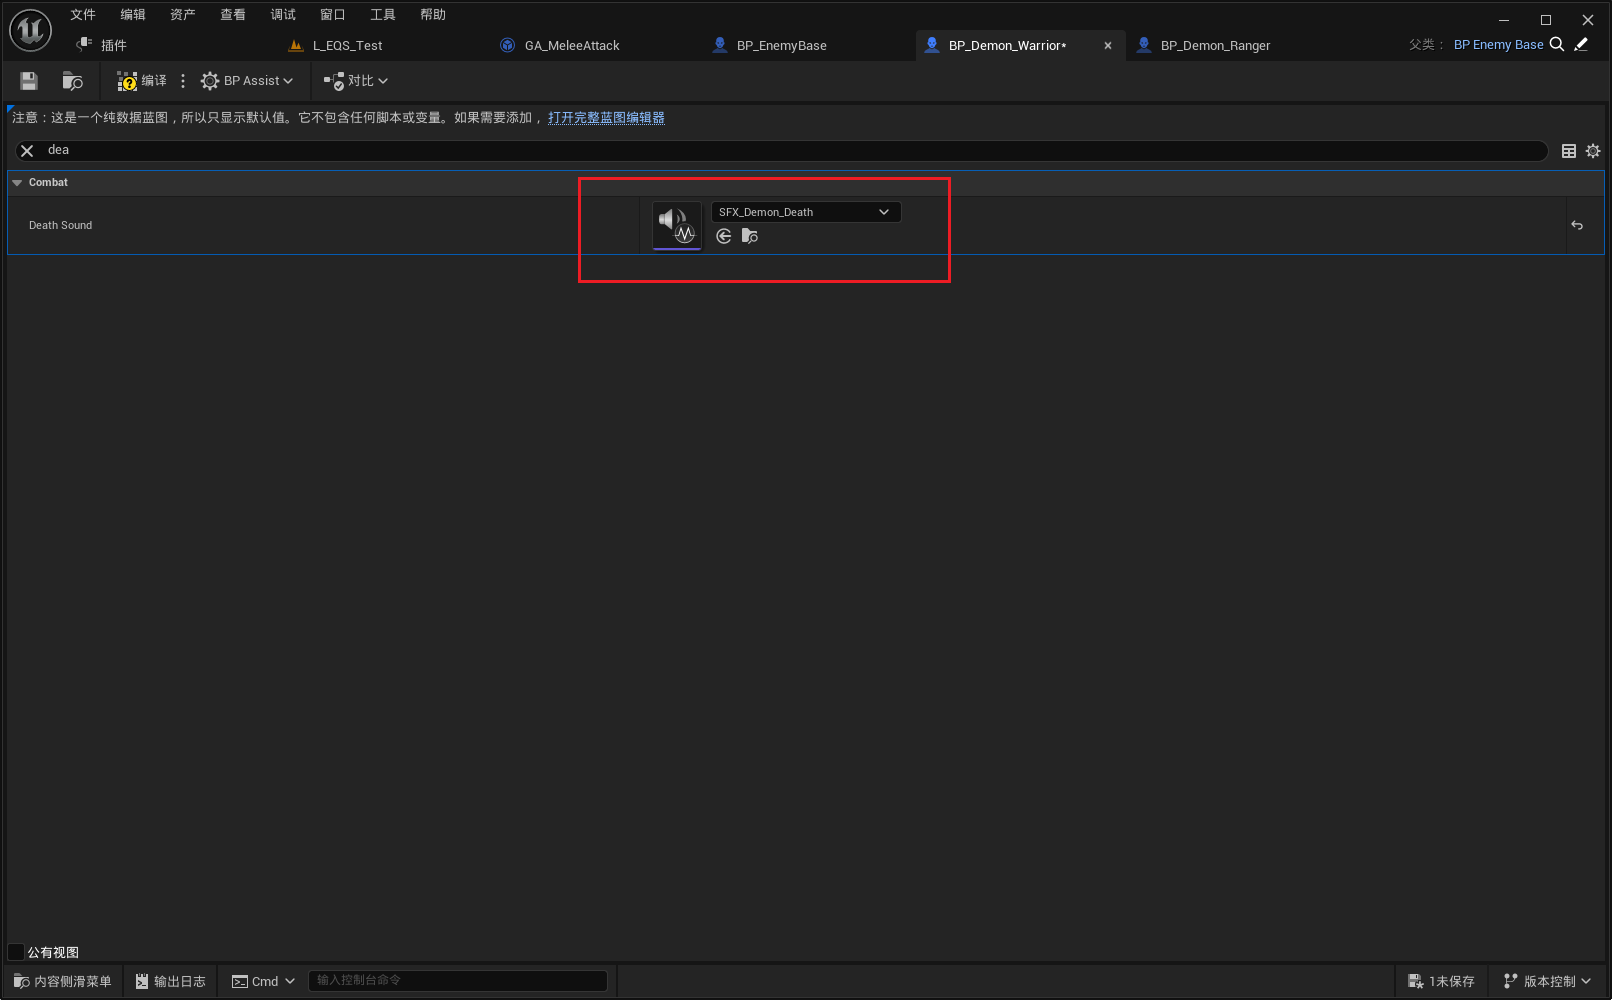 文件 编辑 资产 查看 调试 窗口 工具 帮助
插件 L_EQS_Test GA_MeleeAttack BP_EnemyBase BP_Demon_Warrior* BP_Demon_Ranger 父类： BP Enemy Base
编译 BP Assist 对比
注意：这是一个纯数据蓝图，所以只显示默认值。它不包含任何脚本或变量。如果需要添加，打开完整蓝图编辑器
dea
Combat
Death Sound SFX_Demon_Death
公有视图
内容侧滑菜单 输出日志 Cmd 输入控制台命令 1未保存 版本控制